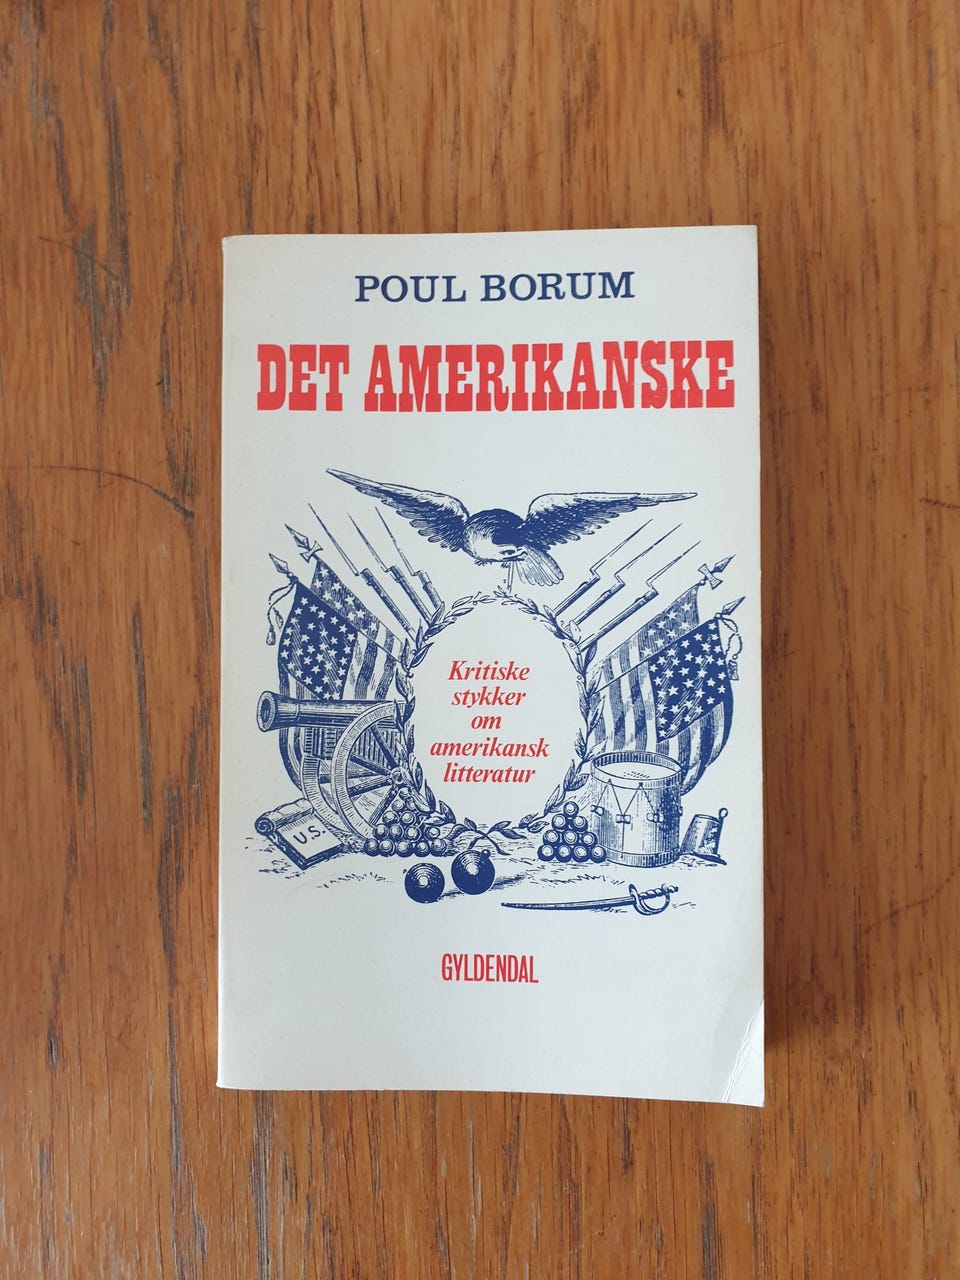 POUL BORUM
DET AMERIKANSKE
Kritiske
stykker
om
amerikansk
litteratur
U.S.
GYLDENDAL